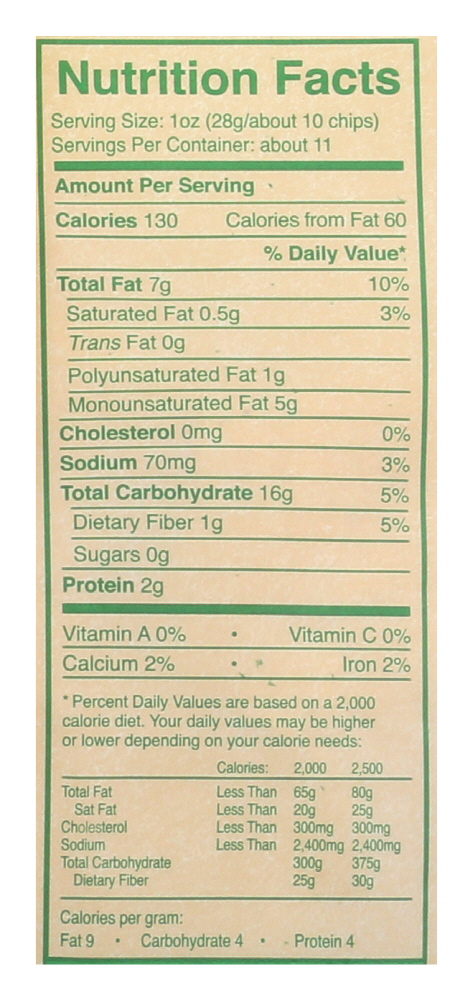 Nutrition Facts
Serving Size: 1oz (28g/about 10 chips)
Servings Per Container: about 11
Amount Per Serving
Calories 130 Calories from Fat 60
% Daily Value*
Total Fat 7g 10%
Saturated Fat 0.5g 3%
Trans Fat 0g
Polyunsaturated Fat 1g
Monounsaturated Fat 5g
Cholesterol 0mg 0%
Sodium 70mg 3%
Total Carbohydrate 16g 5%
Dietary Fiber 1g 5%
Sugars 0g
Protein 2g
Vitamin A 0% • Vitamin C 0%
Calcium 2% • Iron 2%
* Percent Daily Values are based on a 2,000
calorie diet. Your daily values may be higher
or lower depending on your calorie needs:
Calories: 2,000 2,500
Total Fat Less Than 65g 80g
Sat Fat Less Than 20g 25g
Cholesterol Less Than 300mg 300mg
Sodium Less Than 2,400mg 2,400mg
Total Carbohydrate 300g 375g
Dietary Fiber 25g 30g
Calories per gram:
Fat 9 • Carbohydrate 4 • Protein 4